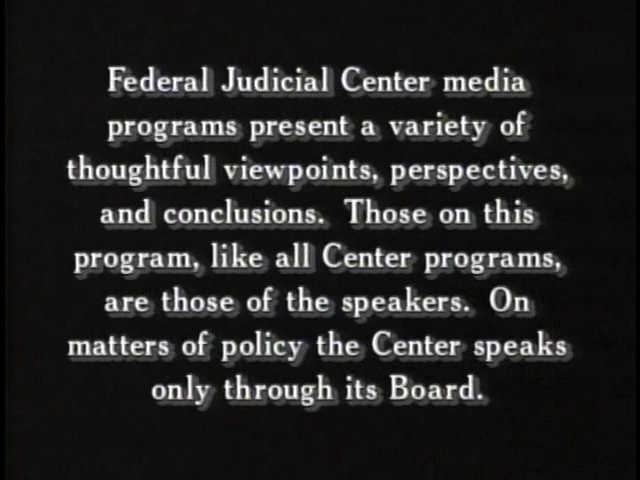 Federal Judicial Center media
programs present a variety of
thoughtful viewpoints, perspectives,
and conclusions.  Those on this
program, like all Center programs,
are those of the speakers.  On
matters of policy the Center speaks
only through its Board.